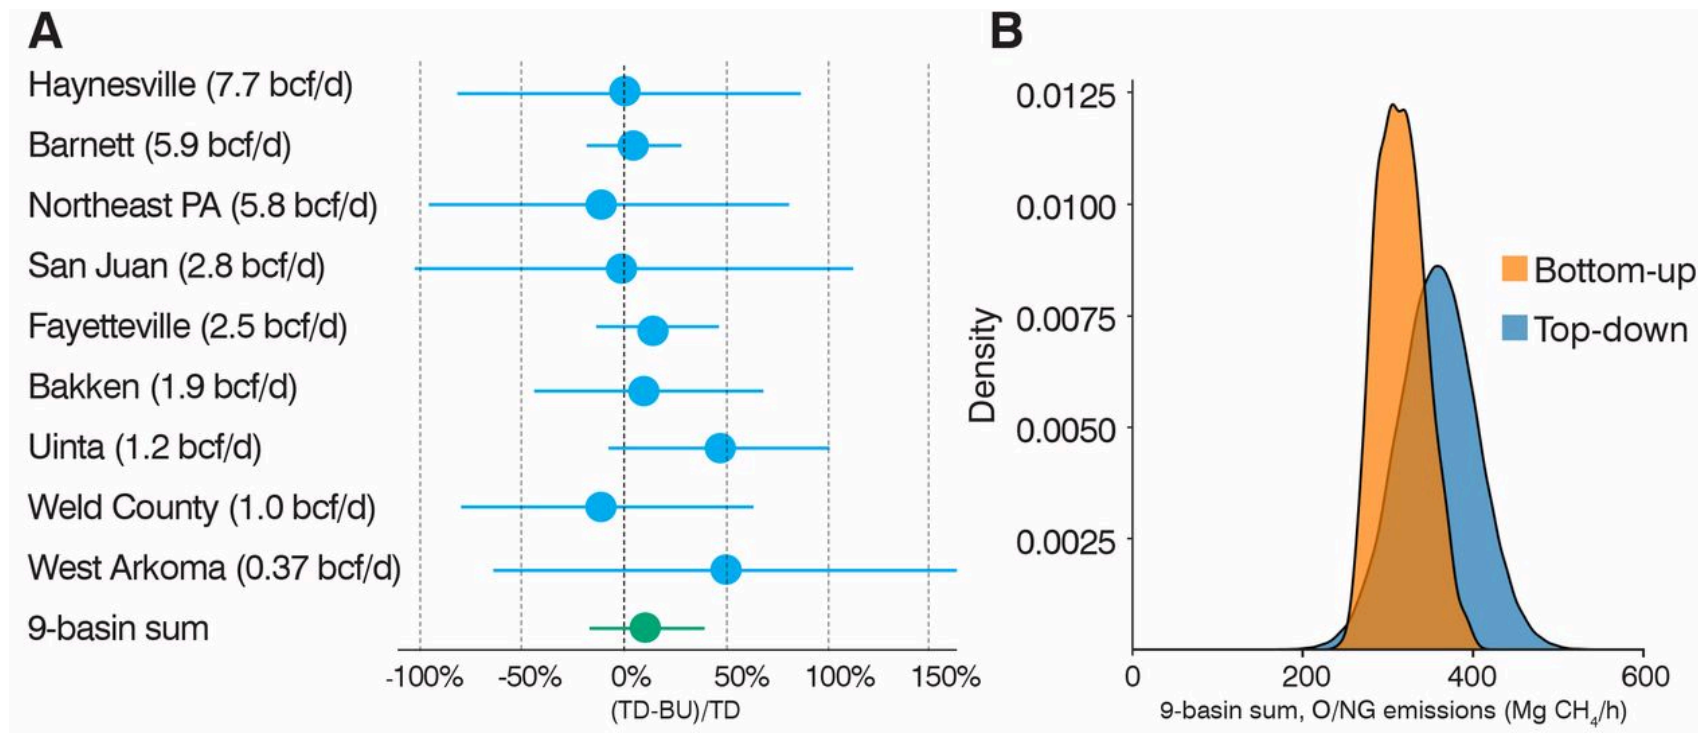 A
Haynesville (7.7 bcf/d)
Barnett (5.9 bcf/d)
Northeast PA (5.8 bcf/d)
San Juan (2.8 bcf/d)
Fayetteville (2.5 bcf/d)
Bakken (1.9 bcf/d)
Uinta (1.2 bcf/d)
Weld County (1.0 bcf/d)
West Arkoma (0.37 bcf/d)
9-basin sum
-100% -50% 0% 50% 100% 150%
(TD-BU)/TD
B
0.0125
0.0100
0.0075
0.0050
0.0025
Density
Bottom-up
Top-down
0 200 400 600
9-basin sum, O/NG emissions (Mg CH₄/h)